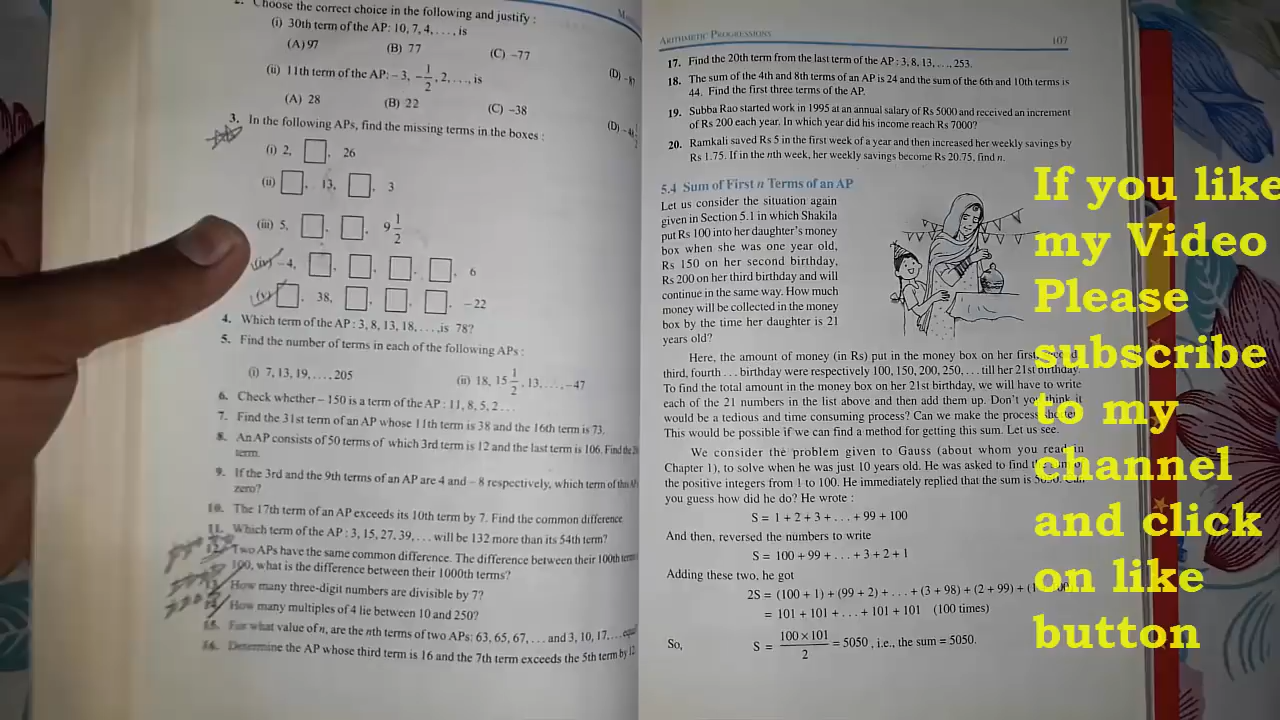 2. Choose the correct choice in the following and justify :
(i) 30th term of the AP: 10, 7, 4, . . . , is
(A) 97 (B) 77 (C) –77 (D) –87
(ii) 11th term of the AP: – 3, –1/2, 2, . . ., is
(A) 28 (B) 22 (C) –38 (D)
3. In the following APs, find the missing terms in the boxes :
(i) 2, □, 26
(ii) □, 13, □, 3
(iii) 5, □, □, 9 1/2
(iv) – 4, □, □, □, □, 6
(v) □, 38, □, □, □, – 22
4. Which term of the AP : 3, 8, 13, 18, . . . , is 78?
5. Find the number of terms in each of the following APs :
(i) 7, 13, 19, . . . , 205 (ii) 18, 15 1/2, 13, . . . , –47
6. Check whether – 150 is a term of the AP : 11, 8, 5, 2 . . .
7. Find the 31st term of an AP whose 11th term is 38 and the 16th term is 73.
8. An AP consists of 50 terms of which 3rd term is 12 and the last term is 106. Find the
term.
9. If the 3rd and the 9th terms of an AP are 4 and – 8 respectively, which term of this
zero?
10. The 17th term of an AP exceeds its 10th term by 7. Find the common difference
11. Which term of the AP : 3, 15, 27, 39, . . . will be 132 more than its 54th term?
12. Two APs have the same common difference. The difference between their 100th
100, what is the difference between their 1000th terms?
13. How many three-digit numbers are divisible by 7?
14. How many multiples of 4 lie between 10 and 250?
15. For what value of n, are the nth terms of two APs: 63, 65, 67, . . . and 3, 10, 17, . . .
16. Determine the AP whose third term is 16 and the 7th term exceeds the 5th term by
ARITHMETIC PROGRESSIONS 107
17. Find the 20th term from the last term of the AP : 3, 8, 13, . . ., 253.
18. The sum of the 4th and 8th terms of an AP is 24 and the sum of the 6th and 10th terms is
44. Find the first three terms of the AP.
19. Subba Rao started work in 1995 at an annual salary of Rs 5000 and received an increment
of Rs 200 each year. In which year did his income reach Rs 7000?
20. Ramkali saved Rs 5 in the first week of a year and then increased her weekly savings by
Rs 1.75. If in the nth week, her weekly savings become Rs 20.75, find n.
5.4 Sum of First n Terms of an AP
Let us consider the situation again
given in Section 5.1 in which Shakila
put Rs 100 into her daughter's money
box when she was one year old,
Rs 150 on her second birthday,
Rs 200 on her third birthday and will
continue in the same way. How much
money will be collected in the money
box by the time her daughter is 21
years old?
Here, the amount of money (in Rs) put in the money box on her first,
third, fourth . . . birthday were respectively 100, 150, 200, 250, . . . till her 21st birthday.
To find the total amount in the money box on her 21st birthday, we will have to write
each of the 21 numbers in the list above and then add them up. Don't you think it
would be a tedious and time consuming process? Can we make the process
This would be possible if we can find a method for getting this sum. Let us see.
We consider the problem given to Gauss (about whom you read in
Chapter 1), to solve when he was just 10 years old. He was asked to find
the positive integers from 1 to 100. He immediately replied that the sum is
you guess how did he do? He wrote :
S = 1 + 2 + 3 + . . . + 99 + 100
And then, reversed the numbers to write
S = 100 + 99 + . . . + 3 + 2 + 1
Adding these two, he got
2S = (100 + 1) + (99 + 2) + . . . + (3 + 98) + (2 + 99) +
= 101 + 101 + . . . + 101 + 101 (100 times)
So, S = 100 × 101/2 = 5050 , i.e., the sum = 5050.
If you like
my Video
Please
subscribe
to my
channel
and click
on like
button